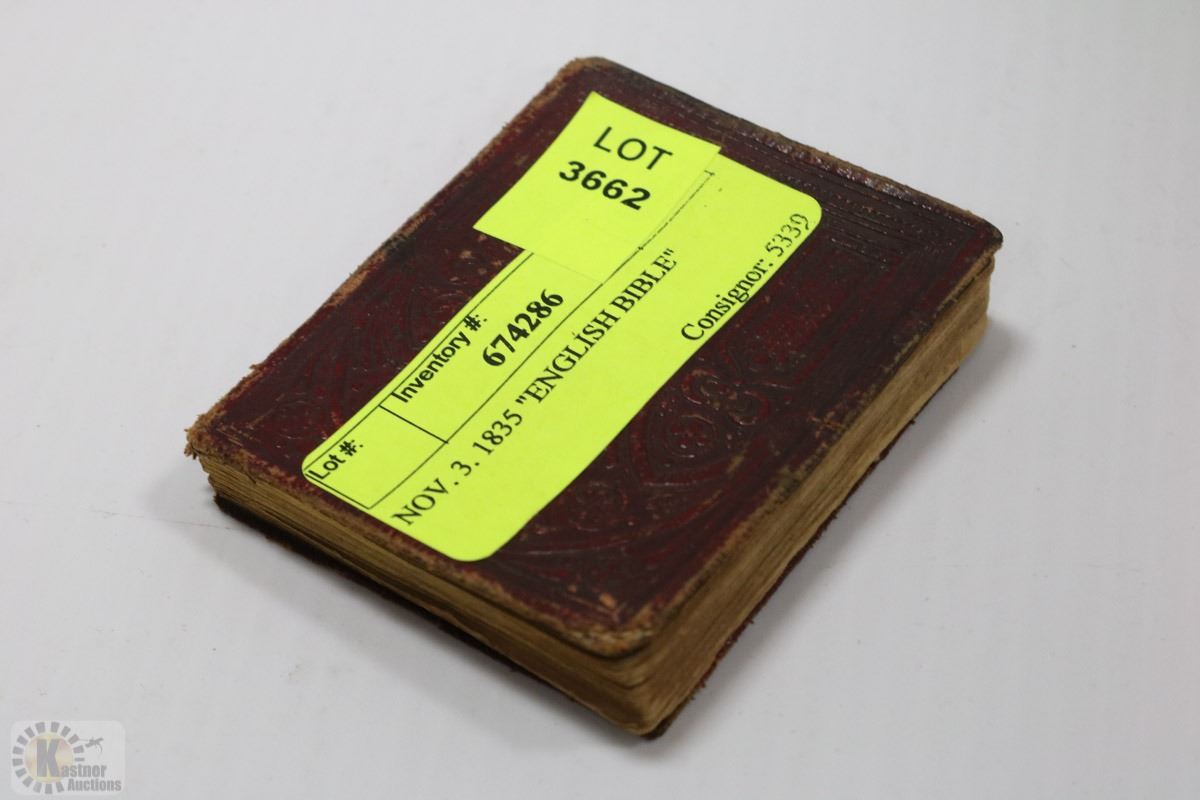 LOT
3662
Lot #:
Inventory #:
674286
NOV. 3. 1835 "ENGLISH BIBLE"
Consignor: 5339
Kastner
Auctions